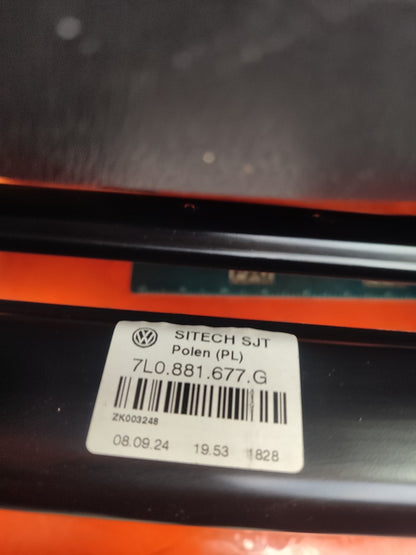 SITECH SJT
Polen (PL)
7L0.881.677.G
ZK003248
08.09.24 19.53 1828